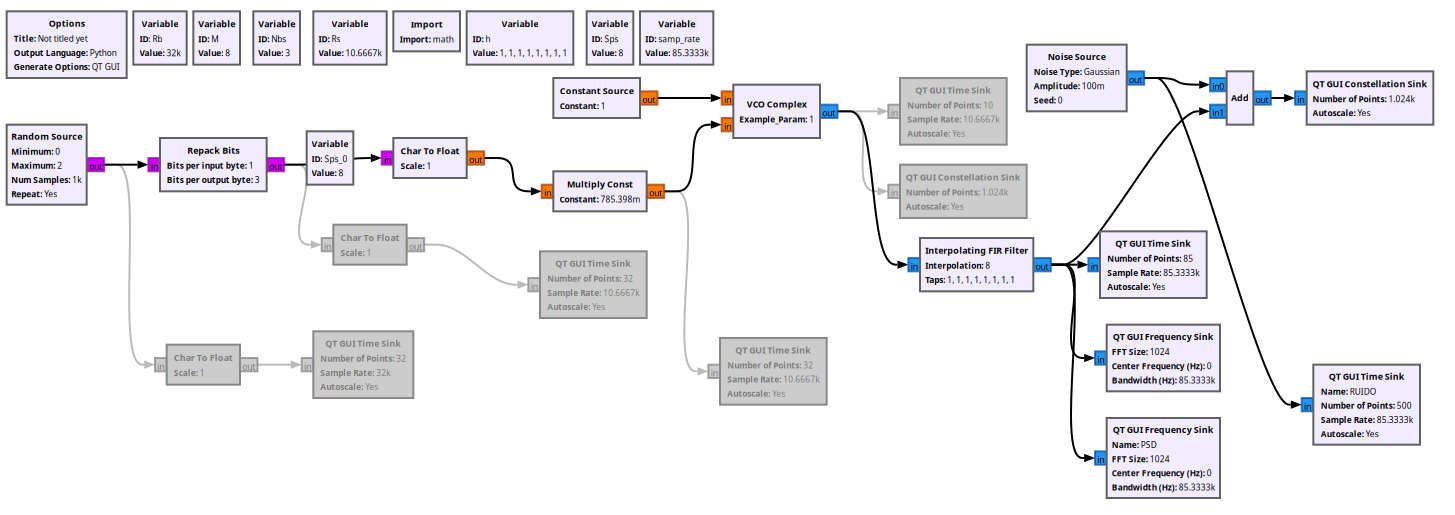 Options
Title: Not titled yet
Output Language: Python
Generate Options: QT GUI
Variable
ID: Rb
Value: 32k
Variable
ID: M
Value: 8
Variable
ID: Nbs
Value: 3
Variable
ID: Rs
Value: 10.6667k
Import
Import: math
Variable
ID: h
Value: 1, 1, 1, 1, 1, 1, 1, 1
Variable
ID: Sps
Value: 8
Variable
ID: samp_rate
Value: 85.3333k
Random Source
Minimum: 0
Maximum: 2
Num Samples: 1k
Repeat: Yes
out
in
Repack Bits
Bits per input byte: 1
Bits per output byte: 3
out
Variable
ID: Sps_0
Value: 8
in
Char To Float
Scale: 1
out
Constant Source
Constant: 1
out
in
Multiply Const
Constant: 785.398m
out
in
in
VCO Complex
Example_Param: 1
out
in
QT GUI Time Sink
Number of Points: 10
Sample Rate: 10.6667k
Autoscale: Yes
in
QT GUI Constellation Sink
Number of Points: 1.024k
Autoscale: Yes
Noise Source
Noise Type: Gaussian
Amplitude: 100m
Seed: 0
out
in0
in1
Add
out
in
QT GUI Constellation Sink
Number of Points: 1.024k
Autoscale: Yes
in
Char To Float
Scale: 1
out
in
QT GUI Time Sink
Number of Points: 32
Sample Rate: 10.6667k
Autoscale: Yes
in
Interpolating FIR Filter
Interpolation: 8
Taps: 1, 1, 1, 1, 1, 1, 1, 1
out
in
QT GUI Time Sink
Number of Points: 85
Sample Rate: 85.3333k
Autoscale: Yes
in
Char To Float
Scale: 1
out
in
QT GUI Time Sink
Number of Points: 32
Sample Rate: 32k
Autoscale: Yes
in
QT GUI Time Sink
Number of Points: 32
Sample Rate: 10.6667k
Autoscale: Yes
in
QT GUI Frequency Sink
FFT Size: 1024
Center Frequency (Hz): 0
Bandwidth (Hz): 85.3333k
in
QT GUI Time Sink
Name: RUIDO
Number of Points: 500
Sample Rate: 85.3333k
Autoscale: Yes
in
QT GUI Frequency Sink
Name: PSD
FFT Size: 1024
Center Frequency (Hz): 0
Bandwidth (Hz): 85.3333k